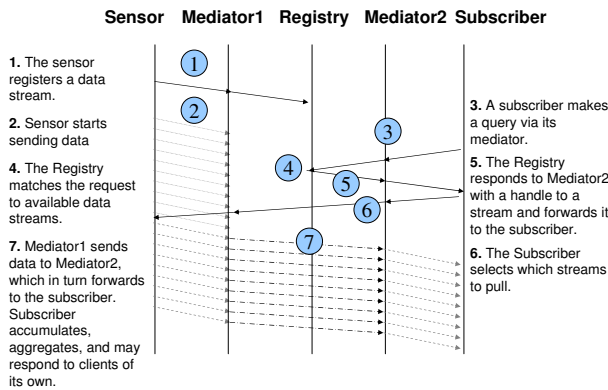 Sensor Mediator1 Registry Mediator2 Subscriber
1. The sensor
registers a data
stream.
2. Sensor starts
sending data
4. The Registry
matches the request
to available data
streams.
7. Mediator1 sends
data to Mediator2,
which in turn forwards
to the subscriber.
Subscriber
accumulates,
aggregates, and may
respond to clients of
its own.
1
2
3
4
5
6
7
3. A subscriber makes
a query via its
mediator.
5. The Registry
responds to Mediator2
with a handle to a
stream and forwards it
to the subscriber.
6. The Subscriber
selects which streams
to pull.